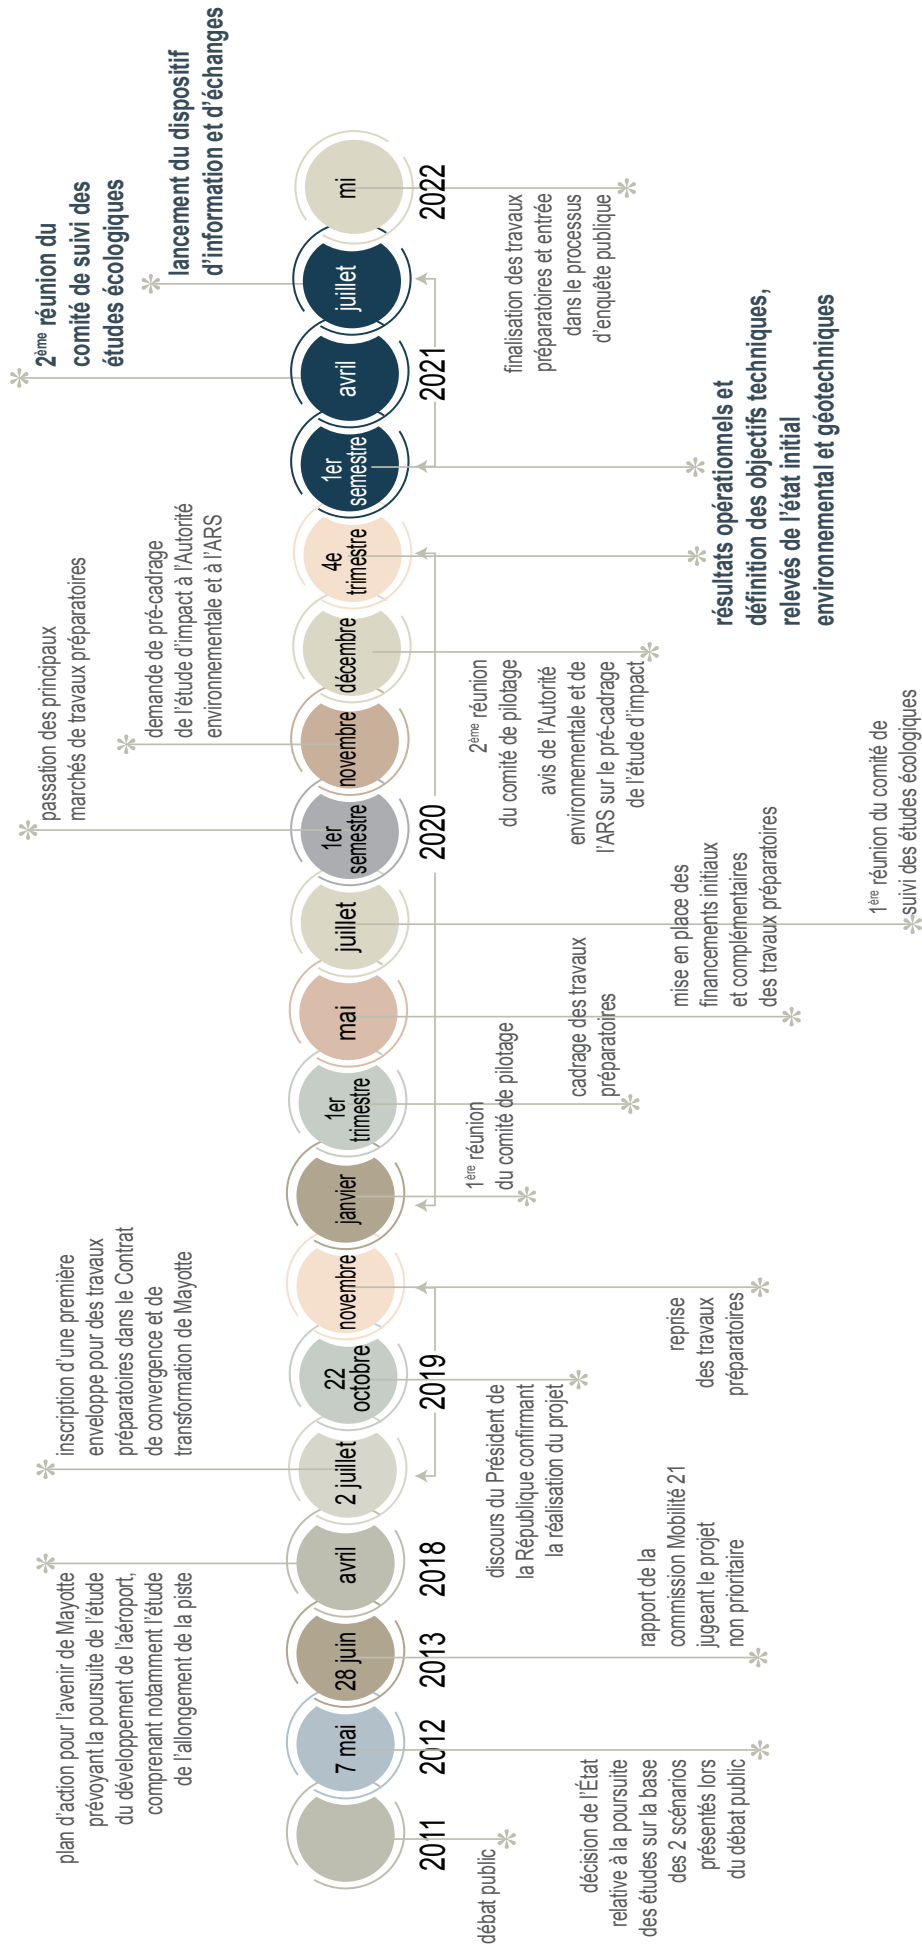 débat public
2011
décision de l'État
relative à la poursuite
des études sur la base
des 2 scénarios
présentés lors
du débat public
7 mai
2012
28 juin
2013
rapport de la
commission Mobilité 21
jugeant le projet
non prioritaire
plan d'action pour l'avenir de Mayotte
prévoyant la poursuite de l'étude
du développement de l'aéroport,
comprenant notamment l'étude
de l'allongement de la piste
avril
2018
inscription d'une première
enveloppe pour des travaux
préparatoires dans le Contrat
de convergence et de
transformation de Mayotte
2 juillet
22
octobre
2019
discours du Président de
la République confirmant
la réalisation du projet
novembre
reprise
des travaux
préparatoires
janvier
1ère réunion
du comité de pilotage
1er
trimestre
cadrage des travaux
préparatoires
mai
mise en place des
financements initiaux
et complémentaires
des travaux préparatoires
juillet
1ère réunion du comité de
suivi des études écologiques
passation des principaux
marchés de travaux préparatoires
1er
semestre
2020
demande de pré-cadrage
de l'étude d'impact à l'Autorité
environnementale et à l'ARS
novembre
décembre
2ème réunion
du comité de pilotage
avis de l'Autorité
environnementale et de
l'ARS sur le pré-cadrage
de l'étude d'impact
4e
trimestre
1er
semestre
résultats opérationnels et
définition des objectifs techniques,
relevés de l'état initial
environmental et géotechniques
2ème réunion du
comité de suivi des
études écologiques
avril
2021
lancement du dispositif
d'information et d'échanges
juillet
mi
2022
finalisation des travaux
préparatoires et entrée
dans le processus
d'enquête publique